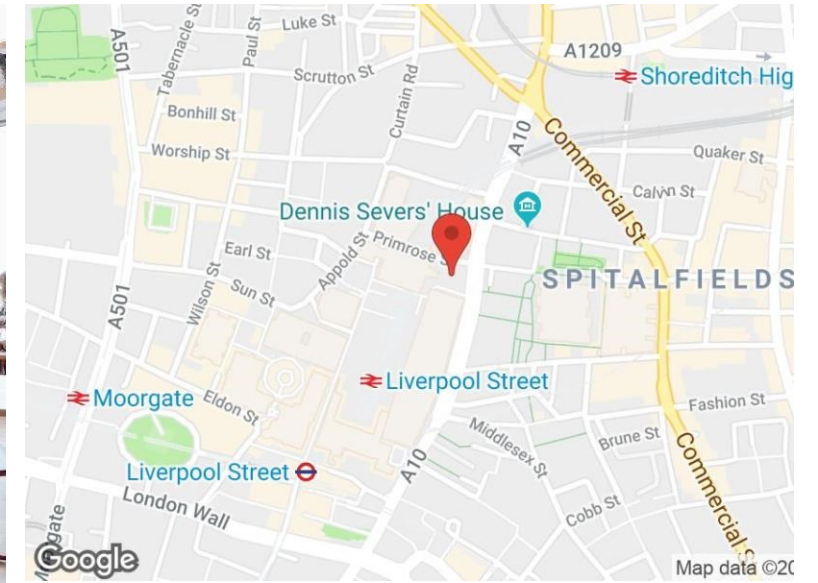 Luke St
A501
Tabernacle St
Paul St
A1209
Scrutton St
Shoreditch Hig
Curtain Rd
Bonhill St
A10
Commercial St
Worship St
Quaker St
Calvin St
Dennis Severs' House
Primrose S
Appold St
Earl St
SPITALFIELDS
Wilson St
Sun St
A501
Liverpool Street
Moorgate
Eldon St
Fashion St
Middlesex St
Brune St
Commercial S
A10
Liverpool Street
London Wall
Cobb St
Moorgate
Google
Map data ©20